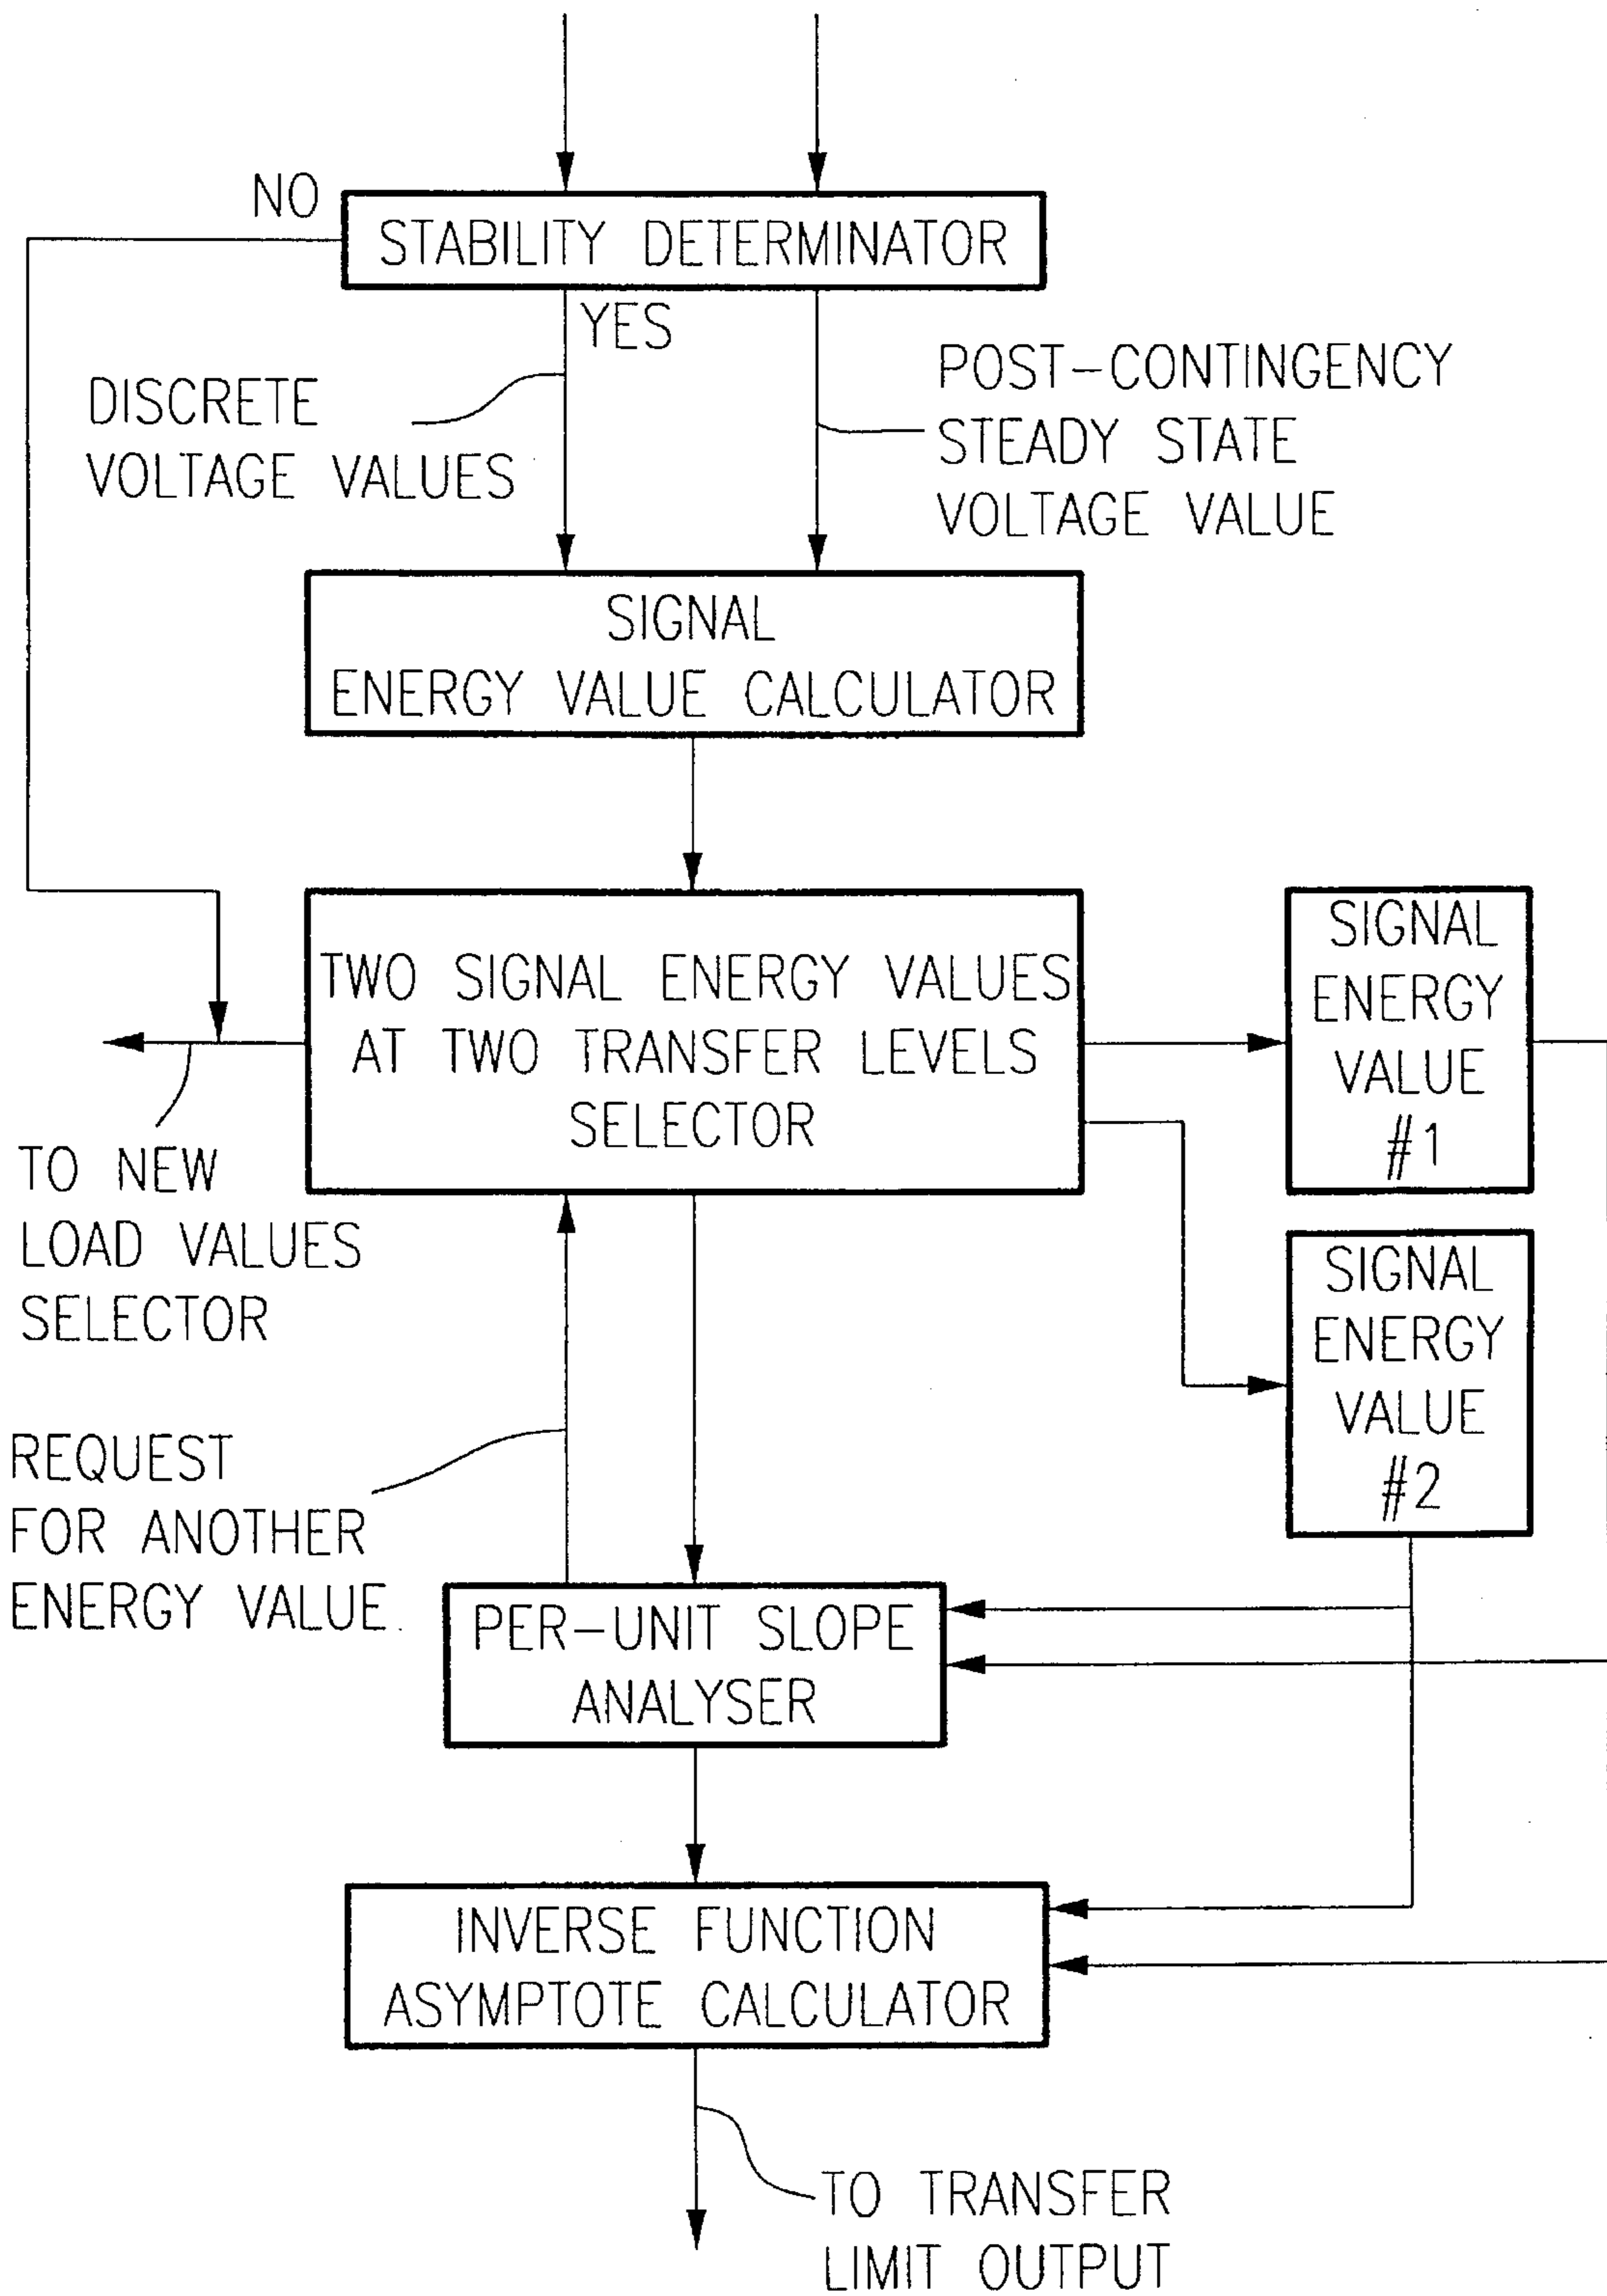 NO
STABILITY DETERMINATOR
YES
DISCRETE
VOLTAGE VALUES
POST-CONTINGENCY
STEADY STATE
VOLTAGE VALUE
SIGNAL
ENERGY VALUE CALCULATOR
TWO SIGNAL ENERGY VALUES
AT TWO TRANSFER LEVELS
SELECTOR
SIGNAL
ENERGY
VALUE
#1
TO NEW
LOAD VALUES
SELECTOR
SIGNAL
ENERGY
VALUE
#2
REQUEST
FOR ANOTHER
ENERGY VALUE
PER-UNIT SLOPE
ANALYSER
INVERSE FUNCTION
ASYMPTOTE CALCULATOR
TO TRANSFER
LIMIT OUTPUT